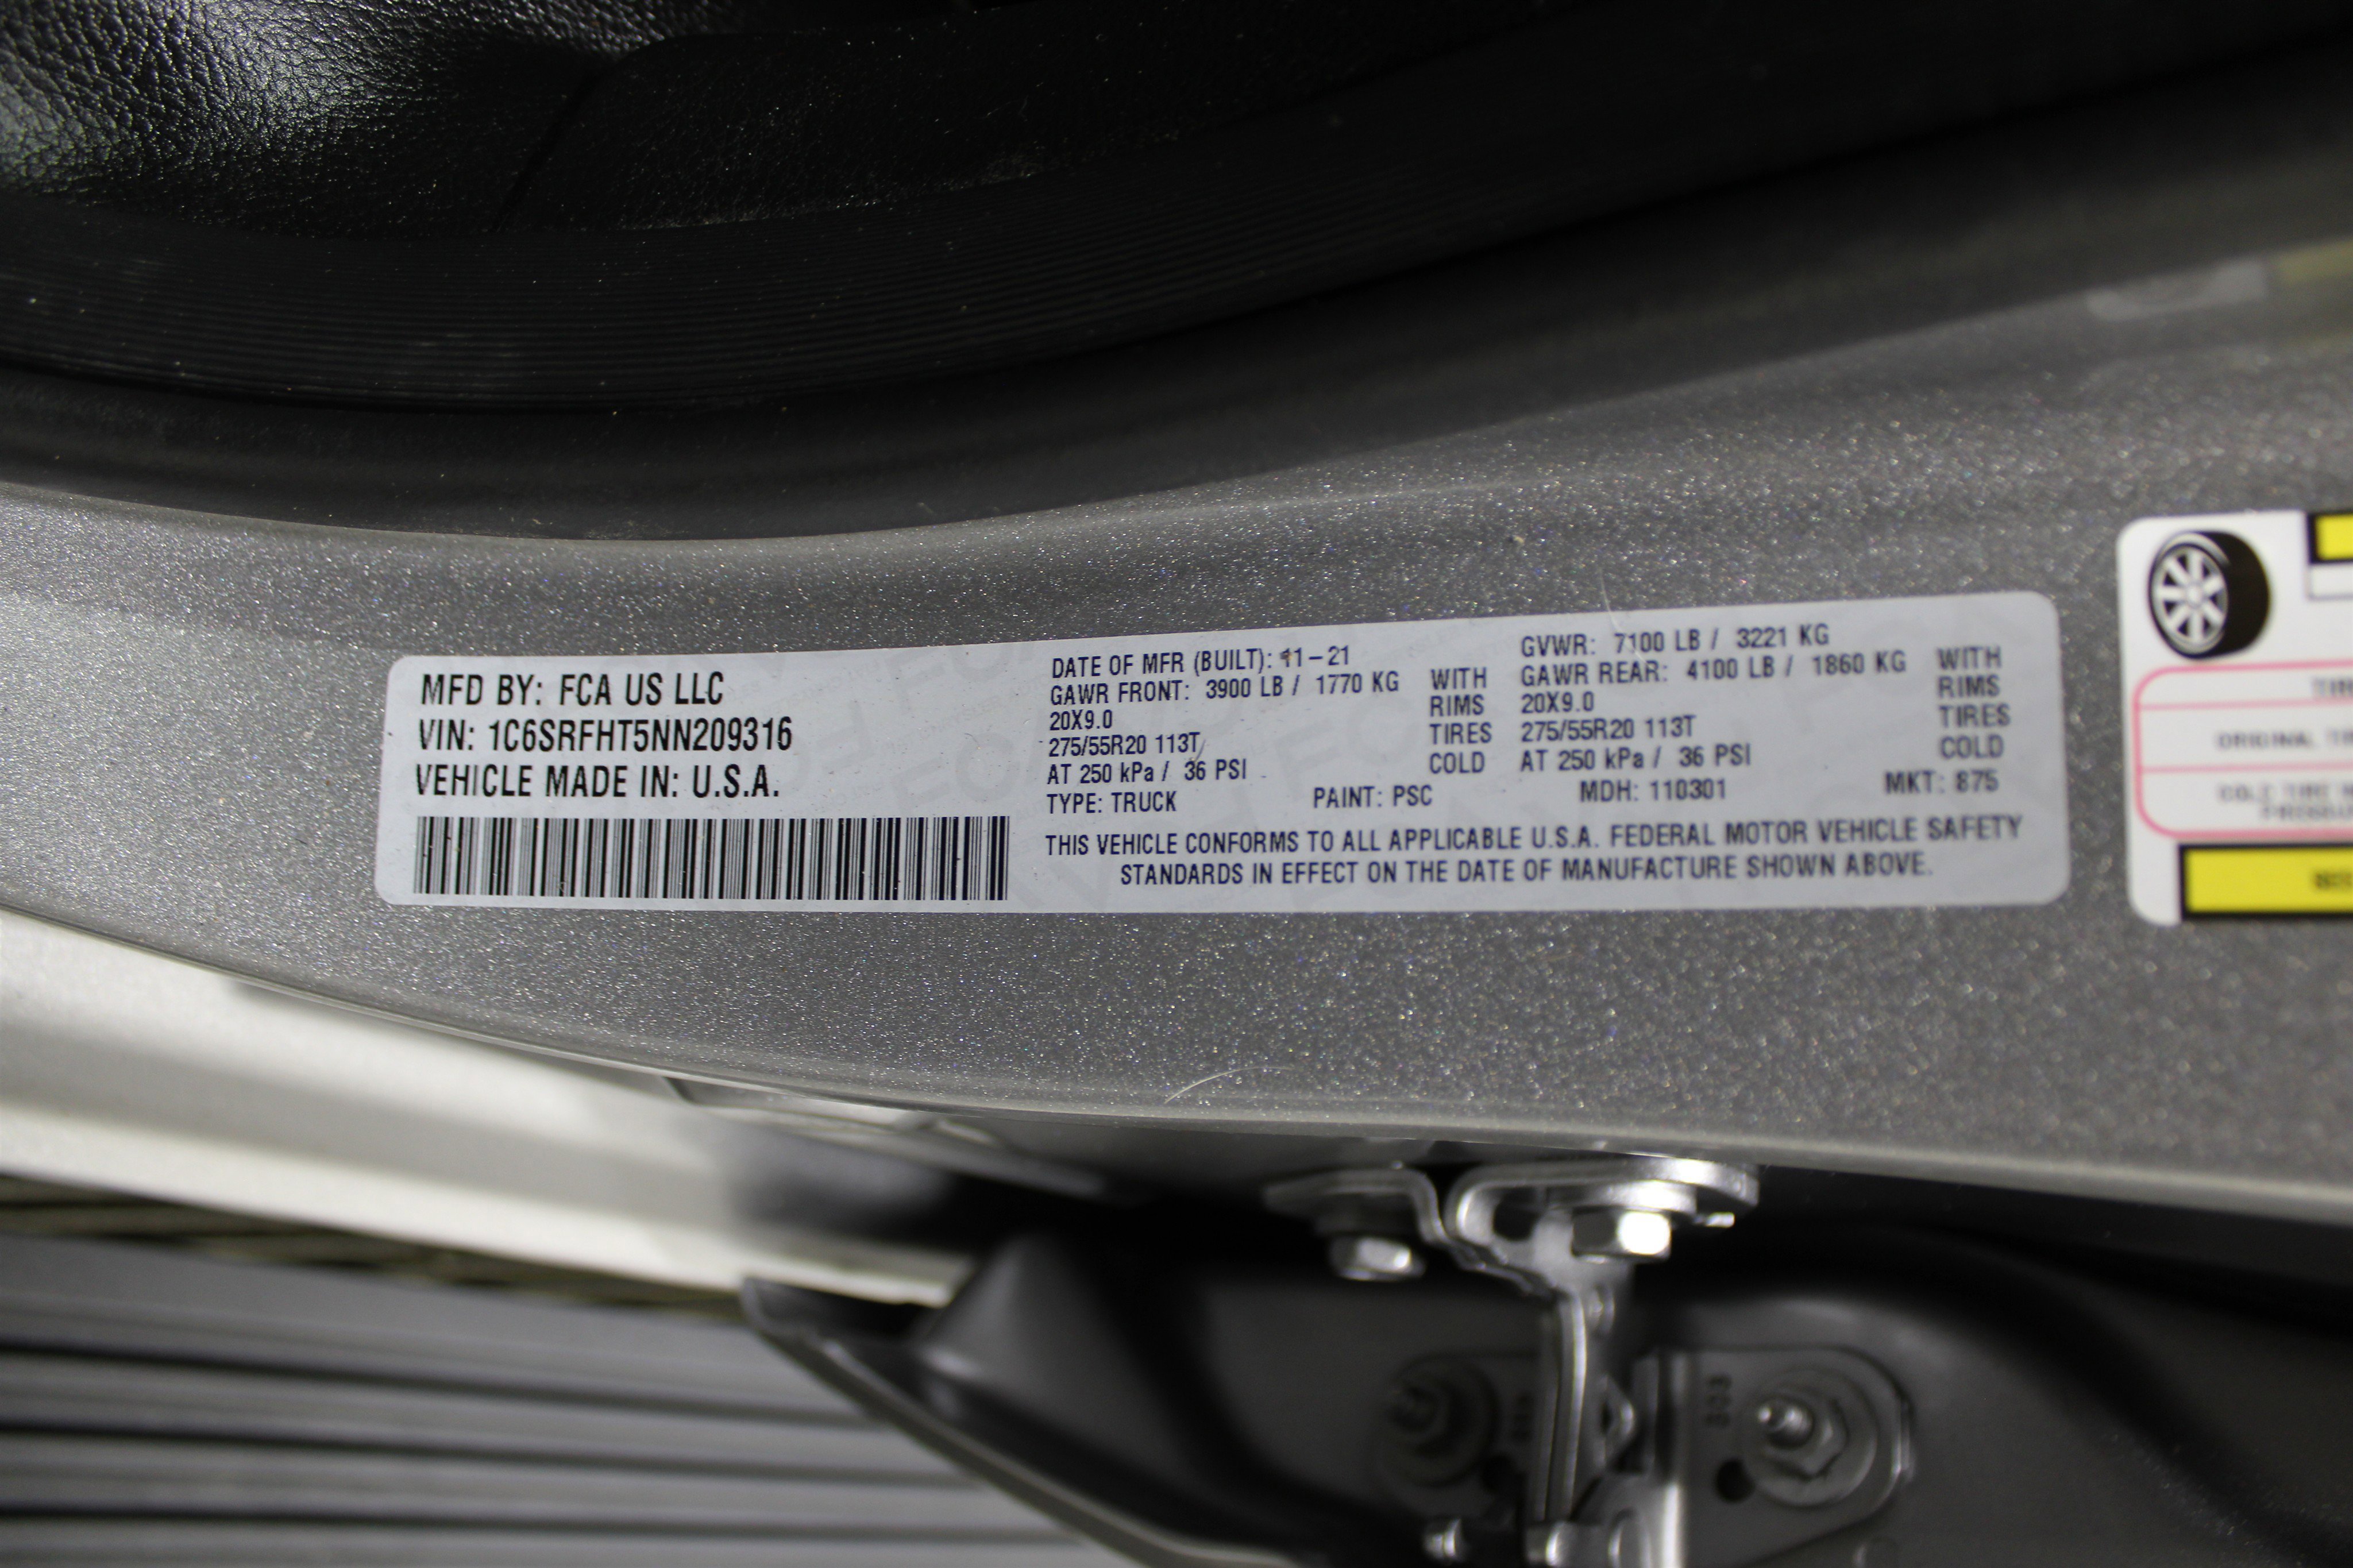 MFD BY: FCA US LLC
VIN: 1C6SRFHT5NN209316
VEHICLE MADE IN: U.S.A.
DATE OF MFR (BUILT): 11-21
GVWR: 7100 LB / 3221 KG
GAWR FRONT: 3900 LB / 1770 KG WITH
20X9.0 RIMS
275/55R20 113T TIRES
AT 250 kPa / 36 PSI COLD
GAWR REAR: 4100 LB / 1860 KG WITH
20X9.0 RIMS
275/55R20 113T TIRES
AT 250 kPa / 36 PSI COLD
TYPE: TRUCK PAINT: PSC MDH: 110301 MKT: 875
THIS VEHICLE CONFORMS TO ALL APPLICABLE U.S.A. FEDERAL MOTOR VEHICLE SAFETY
STANDARDS IN EFFECT ON THE DATE OF MANUFACTURE SHOWN ABOVE.
ORIGINAL